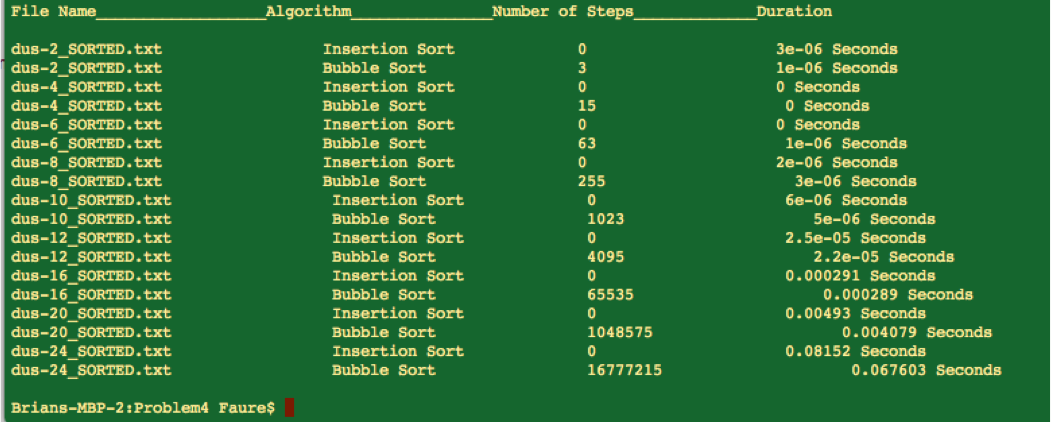 File Name__________________Algorithm_______________Number of Steps_____________Duration
dus-2_SORTED.txt Insertion Sort 0 3e-06 Seconds
dus-2_SORTED.txt Bubble Sort 3 1e-06 Seconds
dus-4_SORTED.txt Insertion Sort 0 0 Seconds
dus-4_SORTED.txt Bubble Sort 15 0 Seconds
dus-6_SORTED.txt Insertion Sort 0 0 Seconds
dus-6_SORTED.txt Bubble Sort 63 1e-06 Seconds
dus-8_SORTED.txt Insertion Sort 0 2e-06 Seconds
dus-8_SORTED.txt Bubble Sort 255 3e-06 Seconds
dus-10_SORTED.txt Insertion Sort 0 6e-06 Seconds
dus-10_SORTED.txt Bubble Sort 1023 5e-06 Seconds
dus-12_SORTED.txt Insertion Sort 0 2.5e-05 Seconds
dus-12_SORTED.txt Bubble Sort 4095 2.2e-05 Seconds
dus-16_SORTED.txt Insertion Sort 0 0.000291 Seconds
dus-16_SORTED.txt Bubble Sort 65535 0.000289 Seconds
dus-20_SORTED.txt Insertion Sort 0 0.00493 Seconds
dus-20_SORTED.txt Bubble Sort 1048575 0.004079 Seconds
dus-24_SORTED.txt Insertion Sort 0 0.08152 Seconds
dus-24_SORTED.txt Bubble Sort 16777215 0.067603 Seconds
Brians-MBP-2:Problem4 Faure$